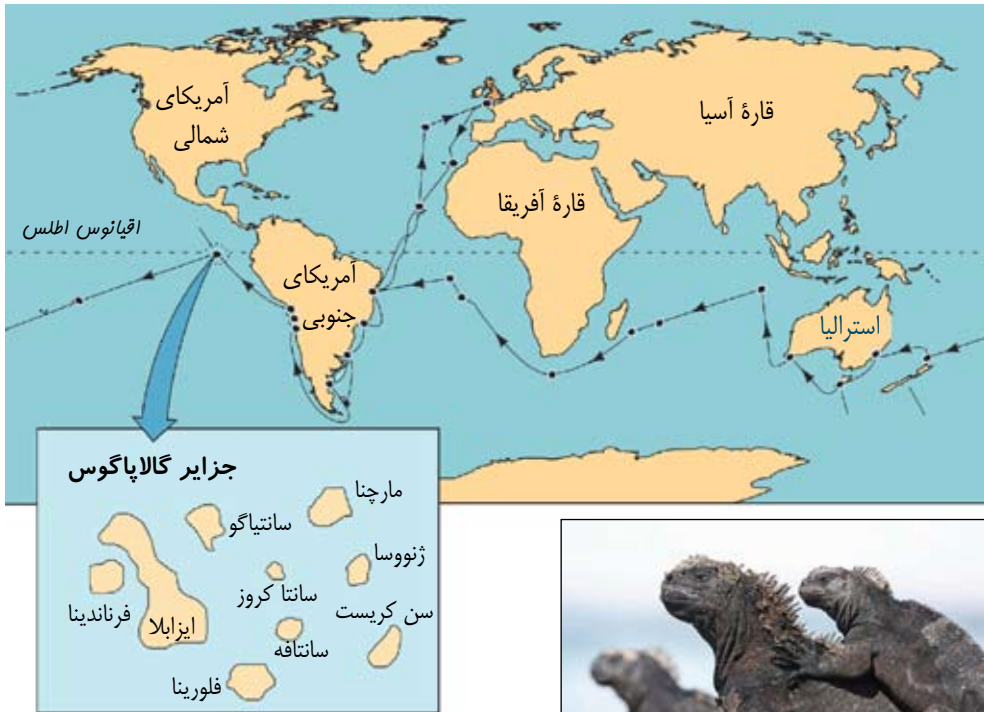 آمریکای
شمالی
قارهٔ آسیا
قارهٔ آفریقا
اقیانوس اطلس
آمریکای
جنوبی
استرالیا
جزایر گالاپاگوس
مارچنا
سانتیاگو
ژنووسا
سانتا کروز
سن کریست
فرناندینا
ایزابلا
سانتافه
فلورینا